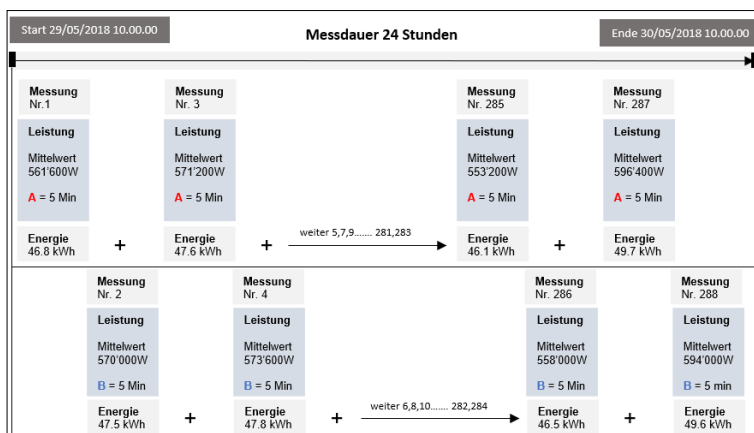 Start 29/05/2018 10.00.00
Messdauer 24 Stunden
Ende 30/05/2018 10.00.00
Messung
Nr.1
Leistung
Mittelwert
561'600W
A = 5 Min
Energie
46.8 kWh
+
Messung
Nr. 3
Leistung
Mittelwert
571'200W
A = 5 Min
Energie
47.6 kWh
+
weiter 5,7,9....... 281,283
Messung
Nr. 285
Leistung
Mittelwert
553'200W
A = 5 Min
Energie
46.1 kWh
+
Messung
Nr. 287
Leistung
Mittelwert
596'400W
A = 5 Min
Energie
49.7 kWh
Messung
Nr. 2
Leistung
Mittelwert
570'000W
B = 5 Min
Energie
47.5 kWh
+
Messung
Nr. 4
Leistung
Mittelwert
573'600W
B = 5 Min
Energie
47.8 kWh
+
weiter 6,8,10....... 282,284
Messung
Nr. 286
Leistung
Mittelwert
558'000W
B = 5 Min
Energie
46.5 kWh
+
Messung
Nr. 288
Leistung
Mittelwert
594'000W
B = 5 min
Energie
49.6 kWh